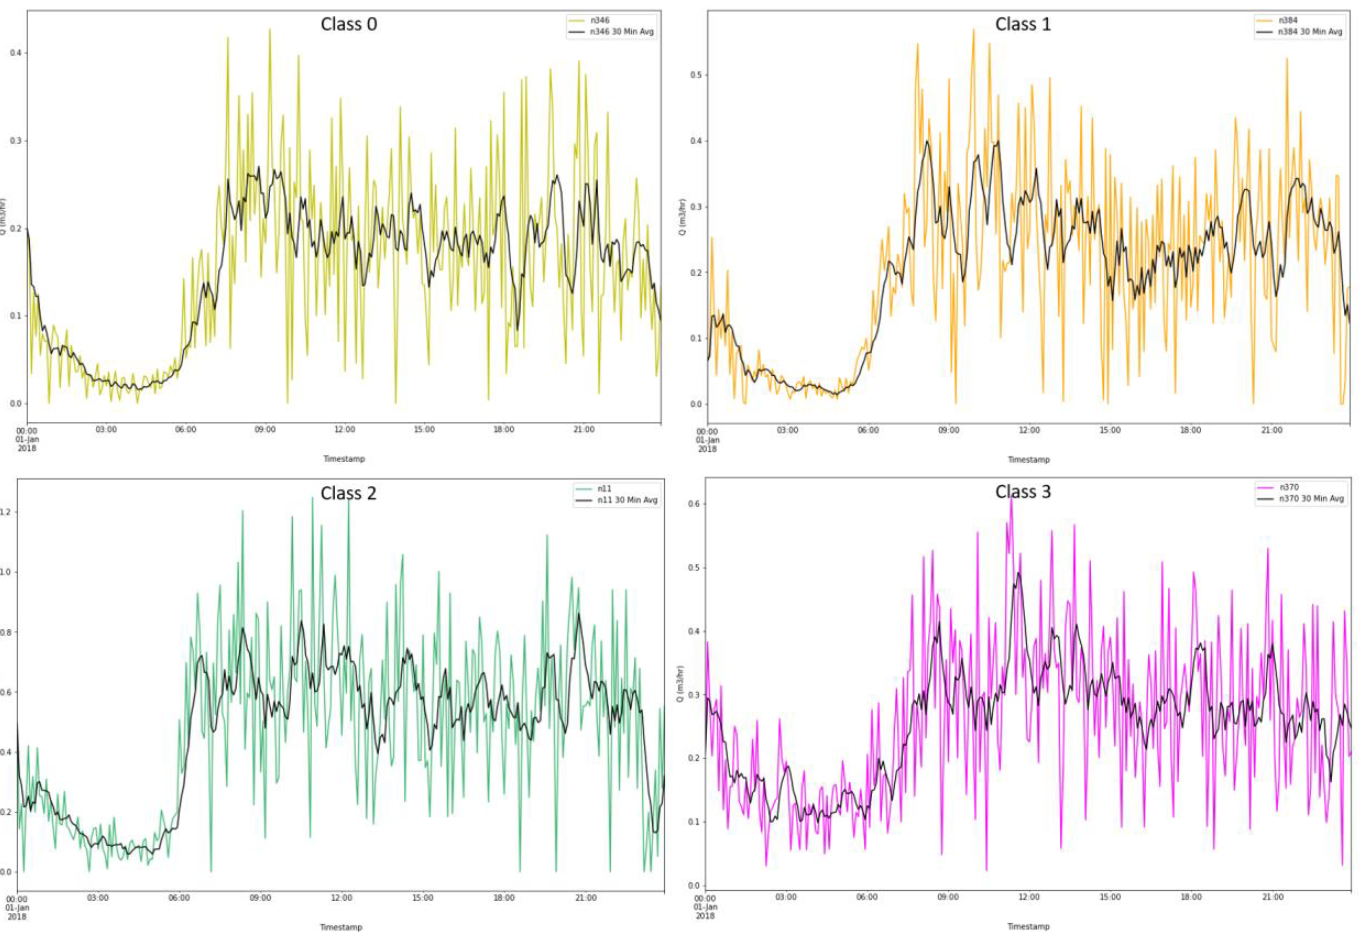 Class 0
n346
n346 30 Min Avg
0.4
0.3
0.2
0.1
0.0
Q (m3/hr)
00:00 03:00 06:00 09:00 12:00 15:00 18:00 21:00
01-Jan
2018
Timestamp
Class 1
n384
n384 30 Min Avg
0.5
0.4
0.3
0.2
0.1
0.0
Q (m3/hr)
00:00 03:00 06:00 09:00 12:00 15:00 18:00 21:00
01-Jan
2018
Timestamp
Class 2
n11
n11 30 Min Avg
1.2
1.0
0.8
0.6
0.4
0.2
0.0
00:00 03:00 06:00 09:00 12:00 15:00 18:00 21:00
01-Jan
2018
Timestamp
Class 3
n370
n370 30 Min Avg
0.6
0.5
0.4
0.3
0.2
0.1
0.0
Q (m3/hr)
00:00 03:00 06:00 09:00 12:00 15:00 18:00 21:00
01-Jan
2018
Timestamp